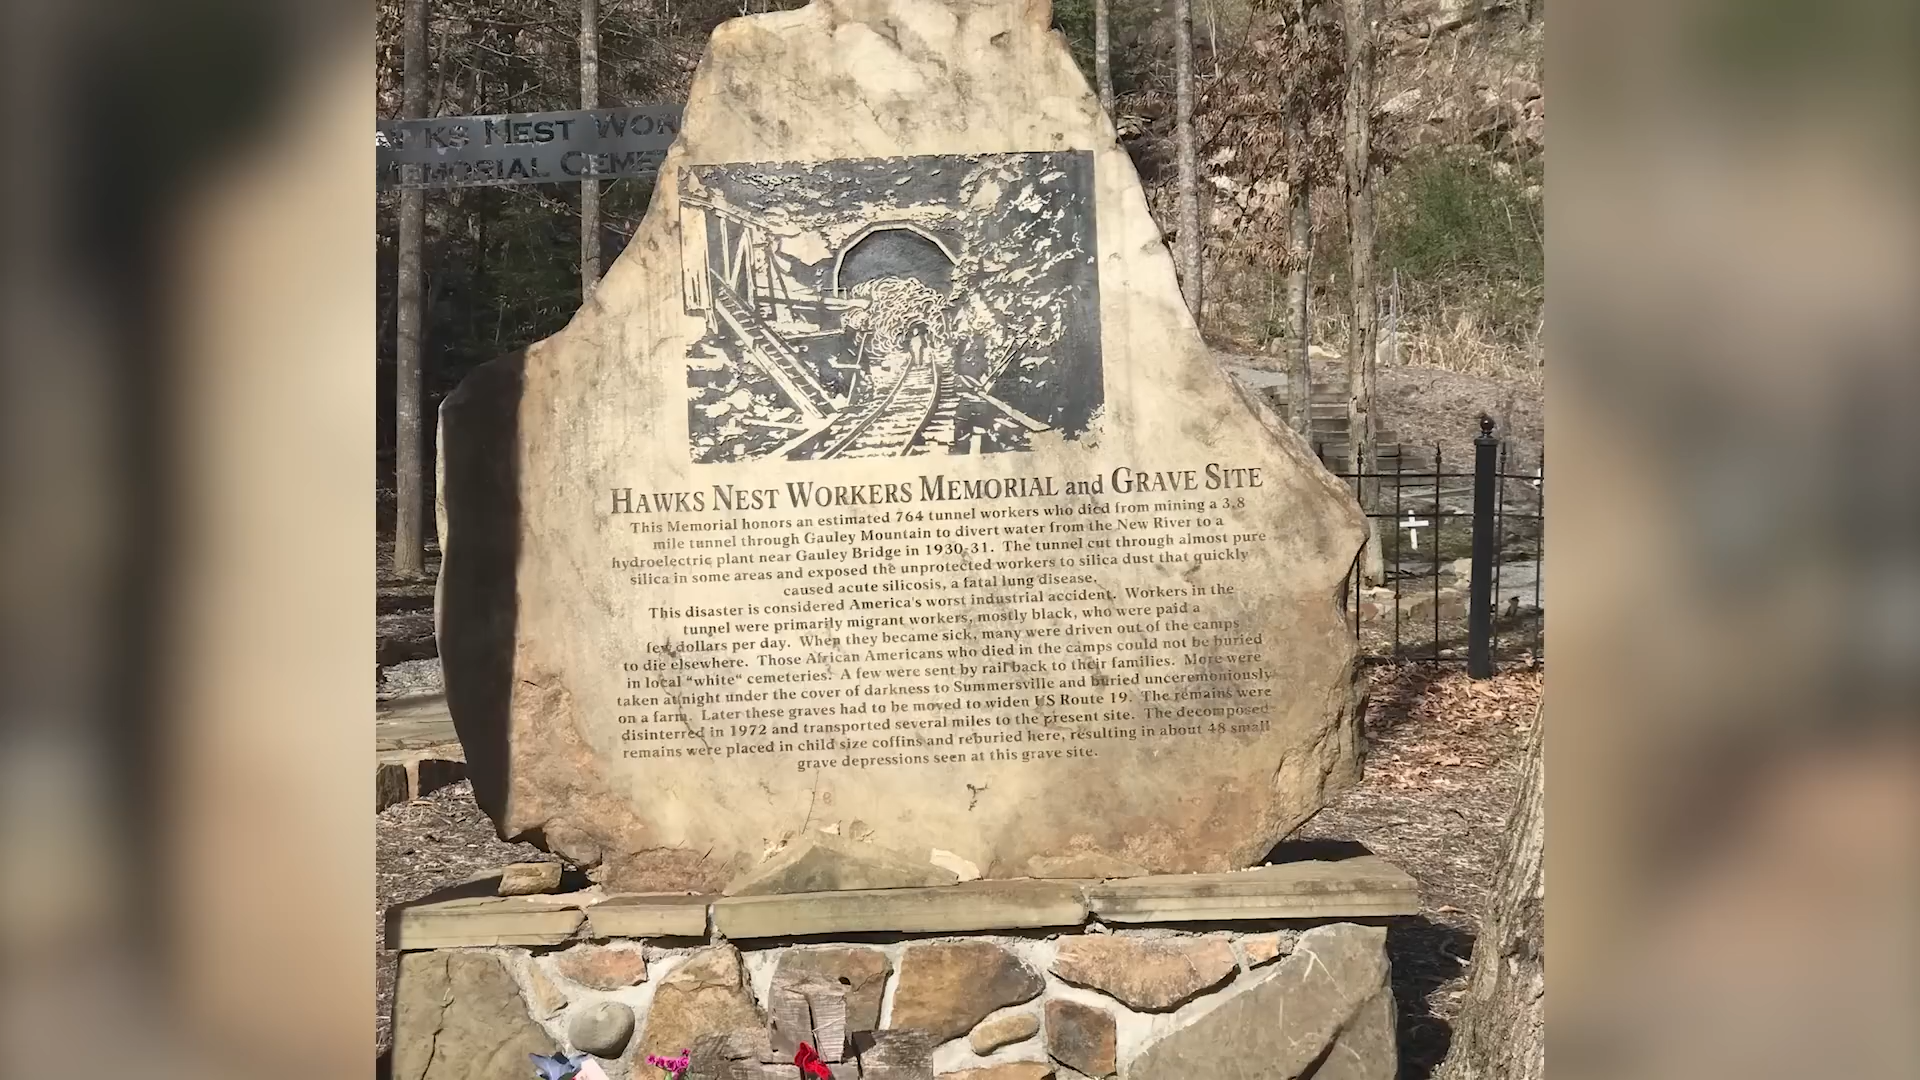 KS NEST WOR
EMORIAL CEME
HAWKS NEST WORKERS MEMORIAL and GRAVE SITE
This Memorial honors an estimated 764 tunnel workers who died from mining a 3.8
mile tunnel through Gauley Mountain to divert water from the New River to a
hydroelectric plant near Gauley Bridge in 1930-31. The tunnel cut through almost pure
silica in some areas and exposed the unprotected workers to silica dust that quickly
caused acute silicosis, a fatal lung disease.
This disaster is considered America's worst industrial accident. Workers in the
tunnel were primarily migrant workers, mostly black, who were paid a
few dollars per day. When they became sick, many were driven out of the camps
to die elsewhere. Those African Americans who died in the camps could not be buried
in local "white" cemeteries. A few were sent by rail back to their families. More were
taken at night under the cover of darkness to Summersville and buried unceremoniously
on a farm. Later these graves had to be moved to widen US Route 19. The remains were
disinterred in 1972 and transported several miles to the present site. The decomposed
remains were placed in child size coffins and reburied here, resulting in about 48 small
grave depressions seen at this grave site.